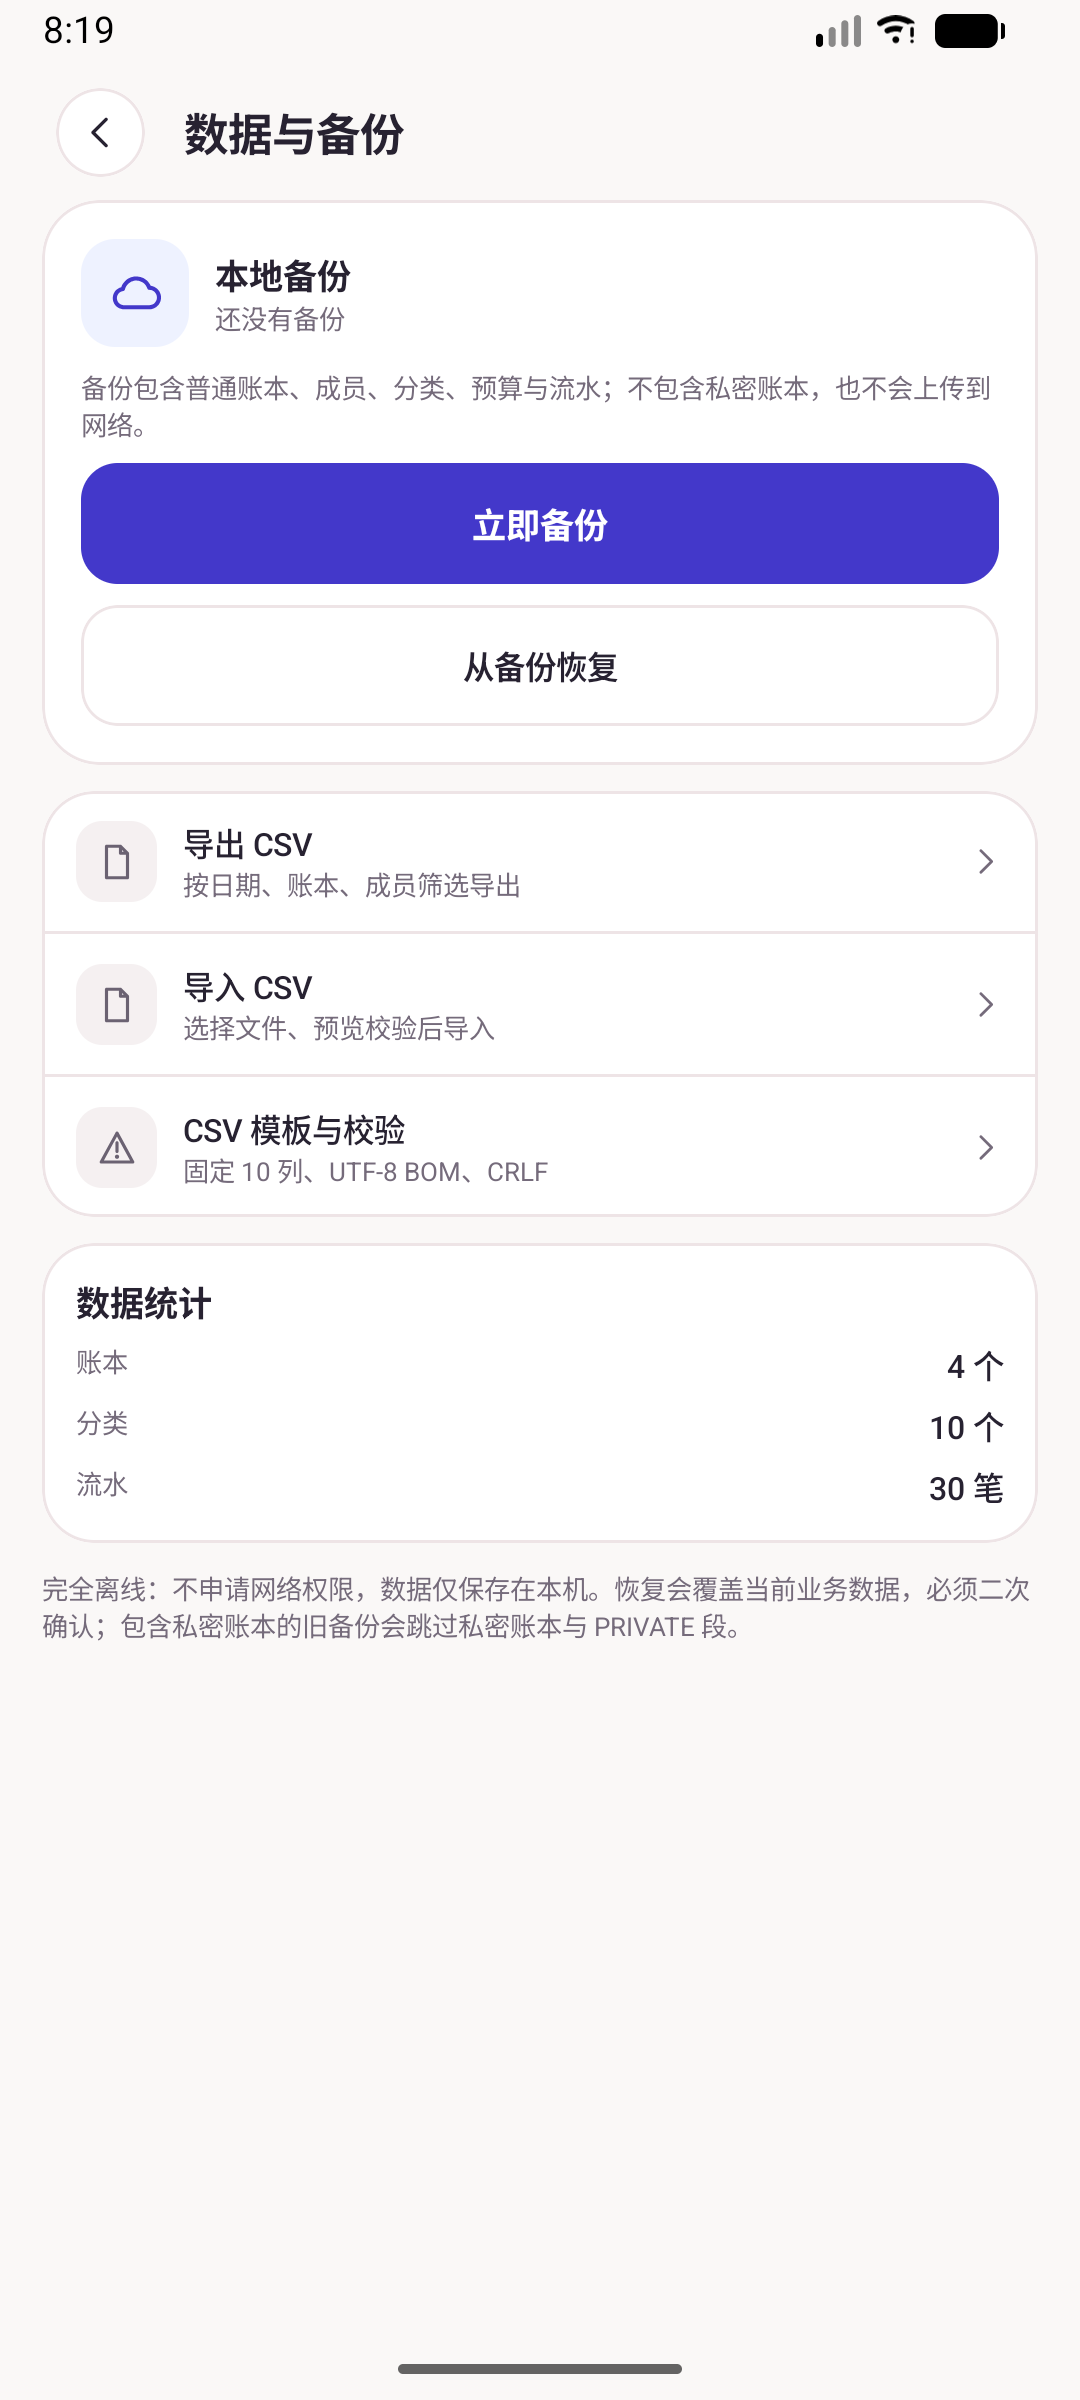 8:19
数据与备份
本地备份
还没有备份
备份包含普通账本、成员、分类、预算与流水；不包含私密账本，也不会上传到
网络。
立即备份
从备份恢复
导出 CSV
按日期、账本、成员筛选导出
导入 CSV
选择文件、预览校验后导入
CSV 模板与校验
固定 10 列、UTF-8 BOM、CRLF
数据统计
账本 4 个
分类 10 个
流水 30 笔
完全离线：不申请网络权限，数据仅保存在本机。恢复会覆盖当前业务数据，必须二次
确认；包含私密账本的旧备份会跳过私密账本与 PRIVATE 段。